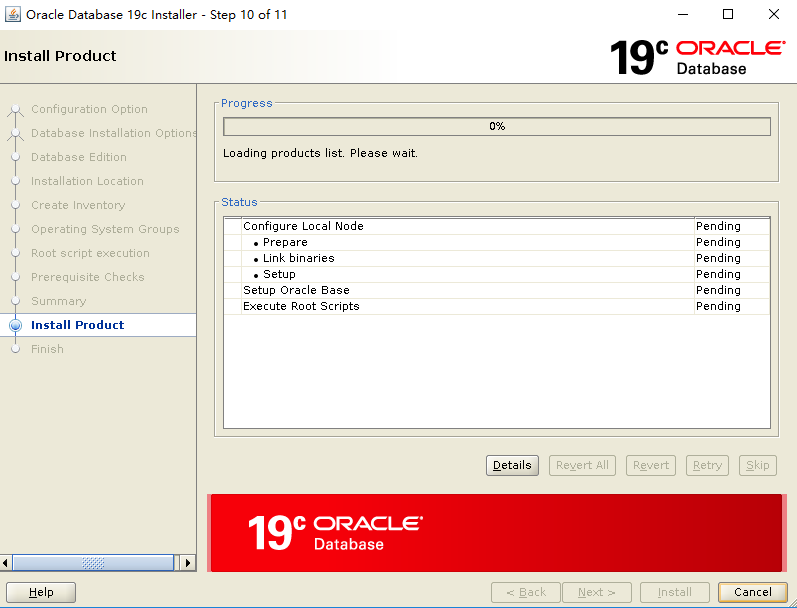 Oracle Database 19c Installer - Step 10 of 11
Install Product
19c ORACLE
Database
Configuration Option
Database Installation Options
Database Edition
Installation Location
Create Inventory
Operating System Groups
Root script execution
Prerequisite Checks
Summary
Install Product
Finish
Progress
0%
Loading products list. Please wait.
Status
Configure Local Node Pending
• Prepare Pending
• Link binaries Pending
• Setup Pending
Setup Oracle Base Pending
Execute Root Scripts Pending
Details Revert All Revert Retry Skip
19c ORACLE
Database
Help < Back Next > Install Cancel